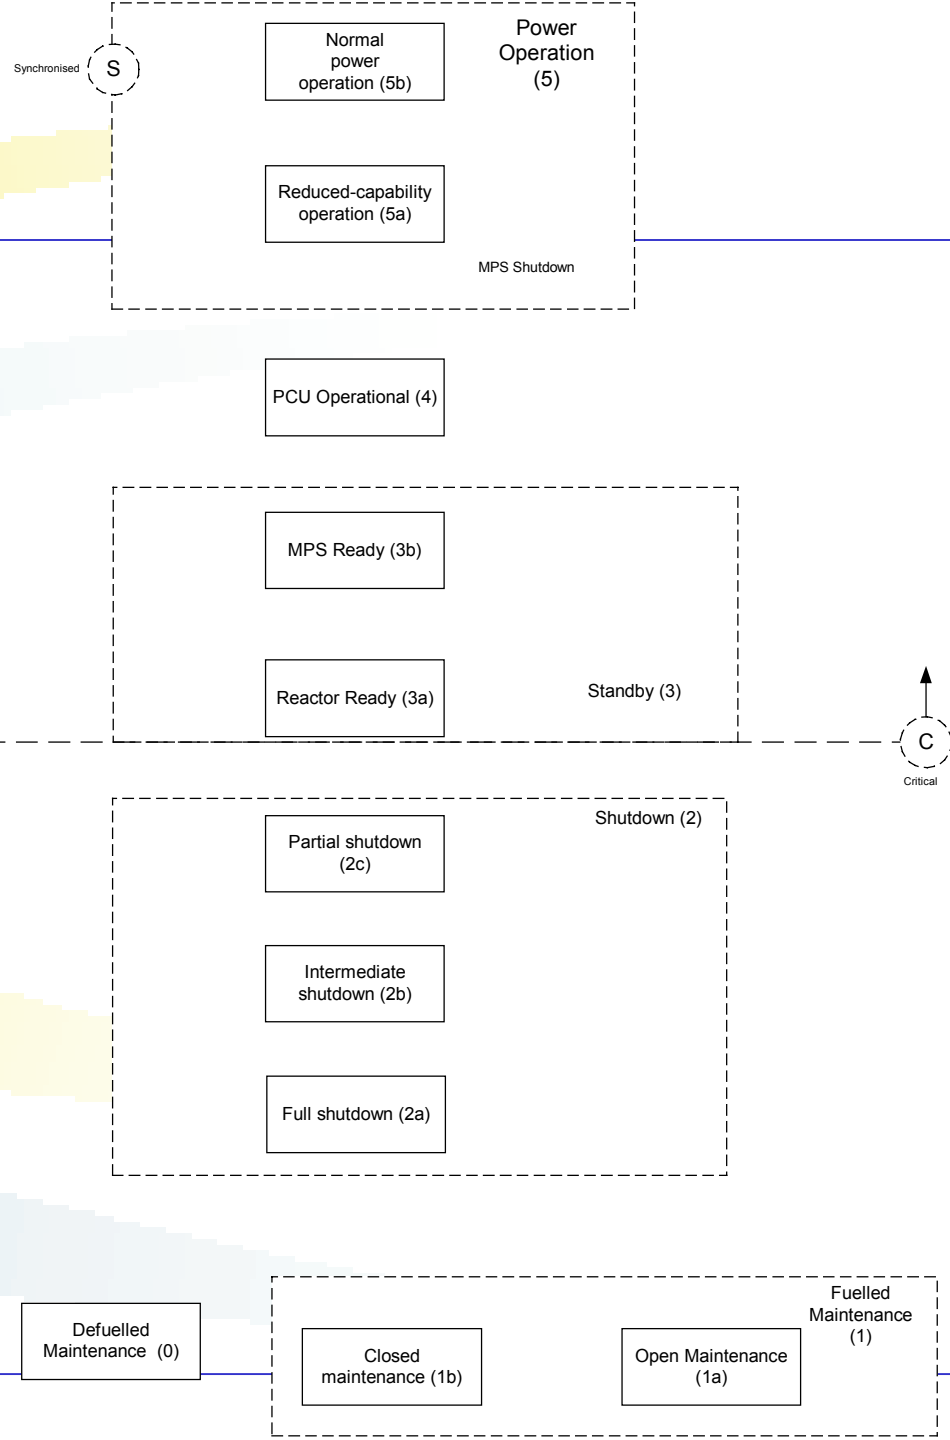 Normal
power
operation (5b)
Power
Operation
(5)
Synchronised
S
Reduced-capability
operation (5a)
MPS Shutdown
PCU Operational (4)
MPS Ready (3b)
Reactor Ready (3a)
Standby (3)
C
Critical
Shutdown (2)
Partial shutdown
(2c)
Intermediate
shutdown (2b)
Full shutdown (2a)
Defuelled
Maintenance (0)
Fuelled
Maintenance
(1)
Closed
maintenance (1b)
Open Maintenance
(1a)